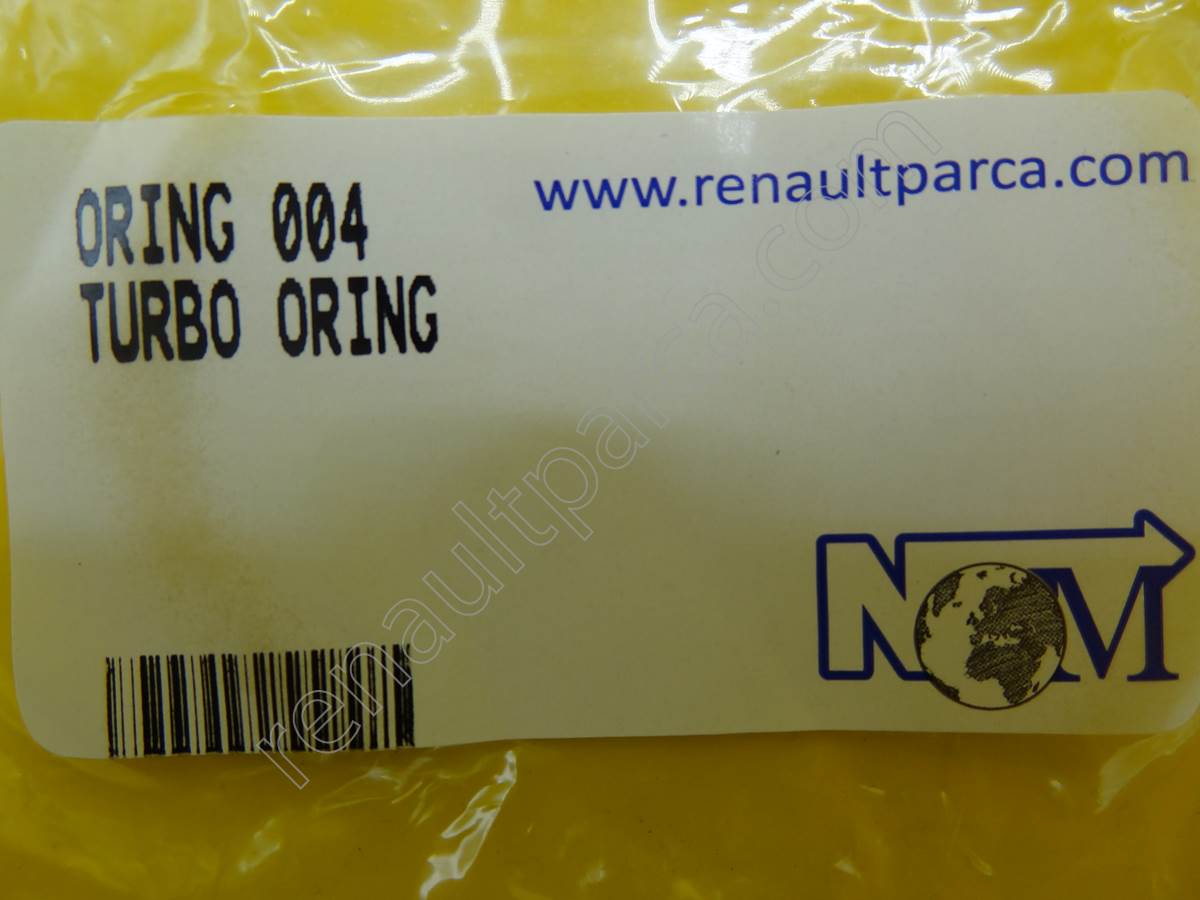 www.renaultparca.com
ORING 004
TURBO ORING
renaultparca.com
NOM